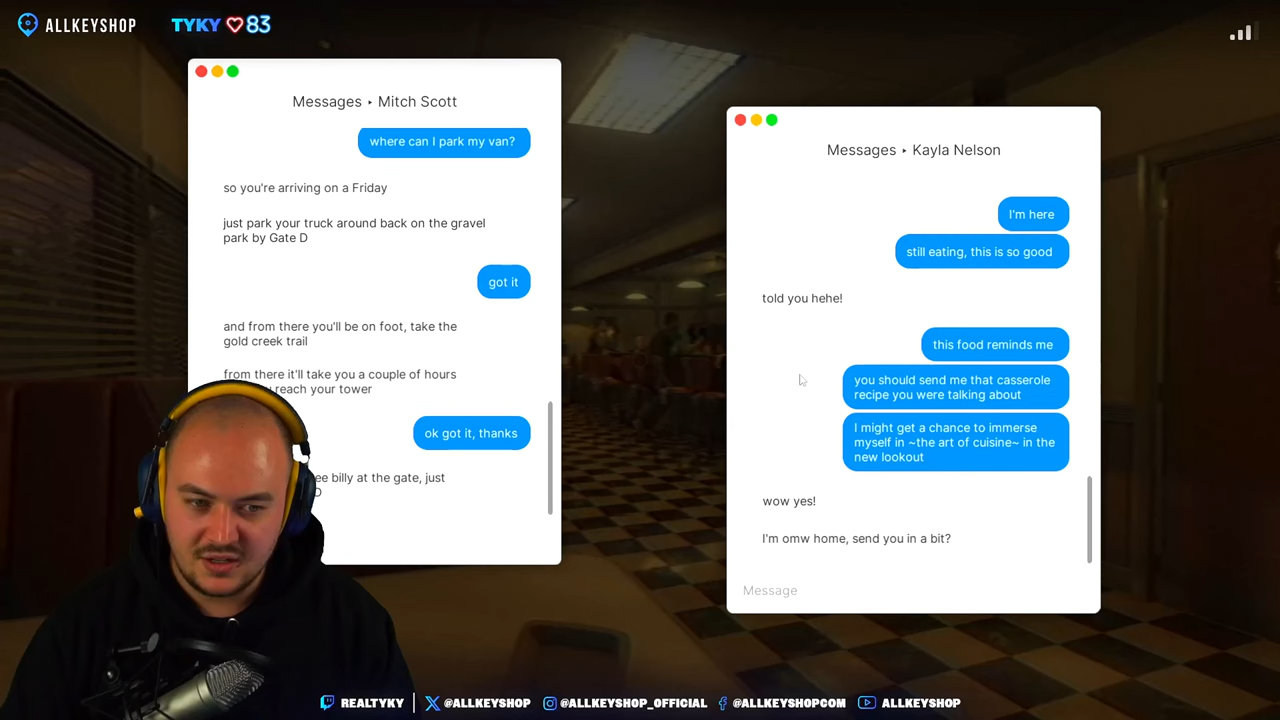 ALLKEYSHOP
TYKY 83
Messages ▸ Mitch Scott
where can I park my van?
so you're arriving on a Friday
just park your truck around back on the gravel
park by Gate D
got it
and from there you'll be on foot, take the
gold creek trail
from there it'll take you a couple of hours
reach your tower
ok got it, thanks
billy at the gate, just
Messages ▸ Kayla Nelson
I'm here
still eating, this is so good
told you hehe!
this food reminds me
you should send me that casserole
recipe you were talking about
I might get a chance to immerse
myself in ~the art of cuisine~ in the
new lookout
wow yes!
I'm omw home, send you in a bit?
Message
REALTYKY @ALLKEYSHOP @ALLKEYSHOP_OFFICIAL @ALLKEYSHOPCOM ALLKEYSHOP